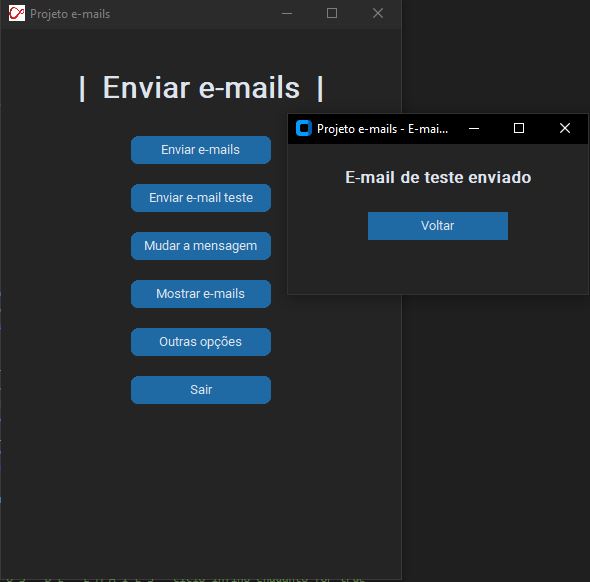 Projeto e-mails
| Enviar e-mails |
Enviar e-mails
Enviar e-mail teste
Mudar a mensagem
Mostrar e-mails
Outras opções
Sair
Projeto e-mails - E-mai...
E-mail de teste enviado
Voltar